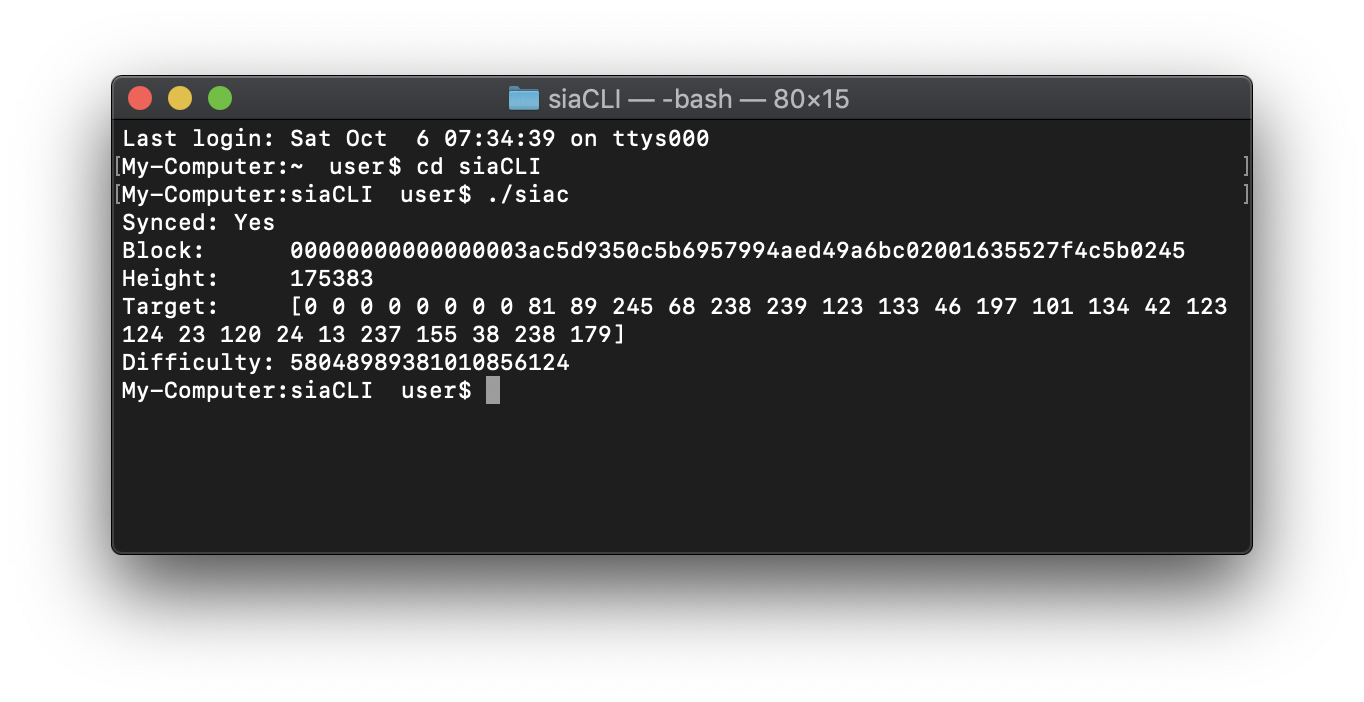 siaCLI — -bash — 80×15
Last login: Sat Oct  6 07:34:39 on ttys000
[My-Computer:~  user$ cd siaCLI ]
[My-Computer:siaCLI  user$ ./siac ]
Synced: Yes
Block:      00000000000000003ac5d9350c5b6957994aed49a6bc02001635527f4c5b0245
Height:     175383
Target:     [0 0 0 0 0 0 0 0 81 89 245 68 238 239 123 133 46 197 101 134 42 123
124 23 120 24 13 237 155 38 238 179]
Difficulty: 58048989381010856124
My-Computer:siaCLI  user$